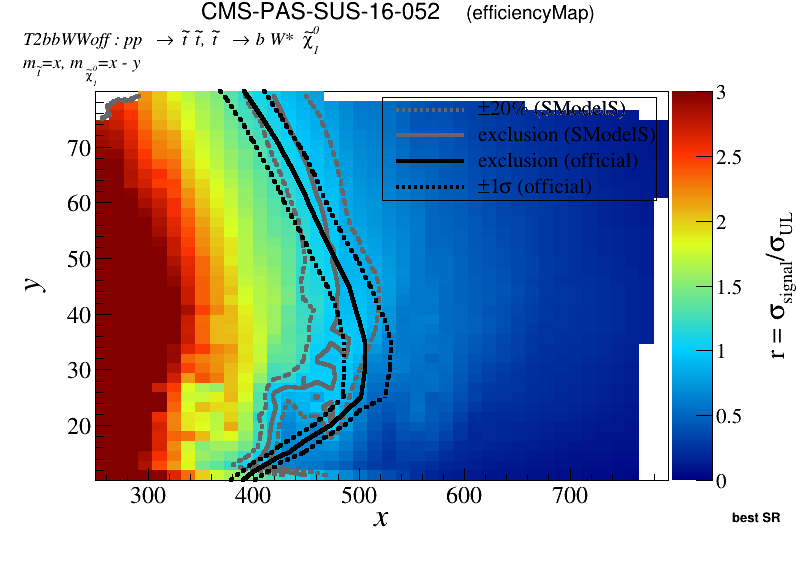 CMS-PAS-SUS-16-052 (efficiencyMap)
T2bbWWoff : pp → t̃ t̃, t̃ → b W* χ̃⁰₁
m_t̃=x, m_χ̃⁰₁=x - y
±20% (SModelS)
exclusion (SModelS)
exclusion (official)
±1σ (official)
70
60
50
40
30
20
y
300 400 500 600 700
x
3
2.5
2
1.5
1
0.5
0
r = σ_signal/σ_UL
best SR